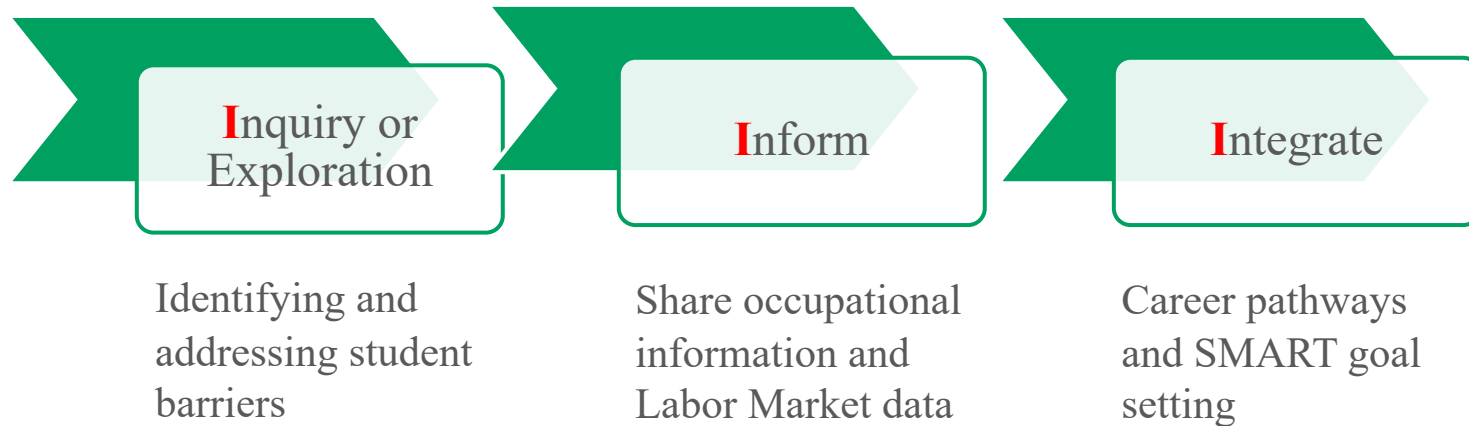 Inquiry or
Exploration
Inform
Integrate
Identifying and
addressing student
barriers
Share occupational
information and
Labor Market data
Career pathways
and SMART goal
setting